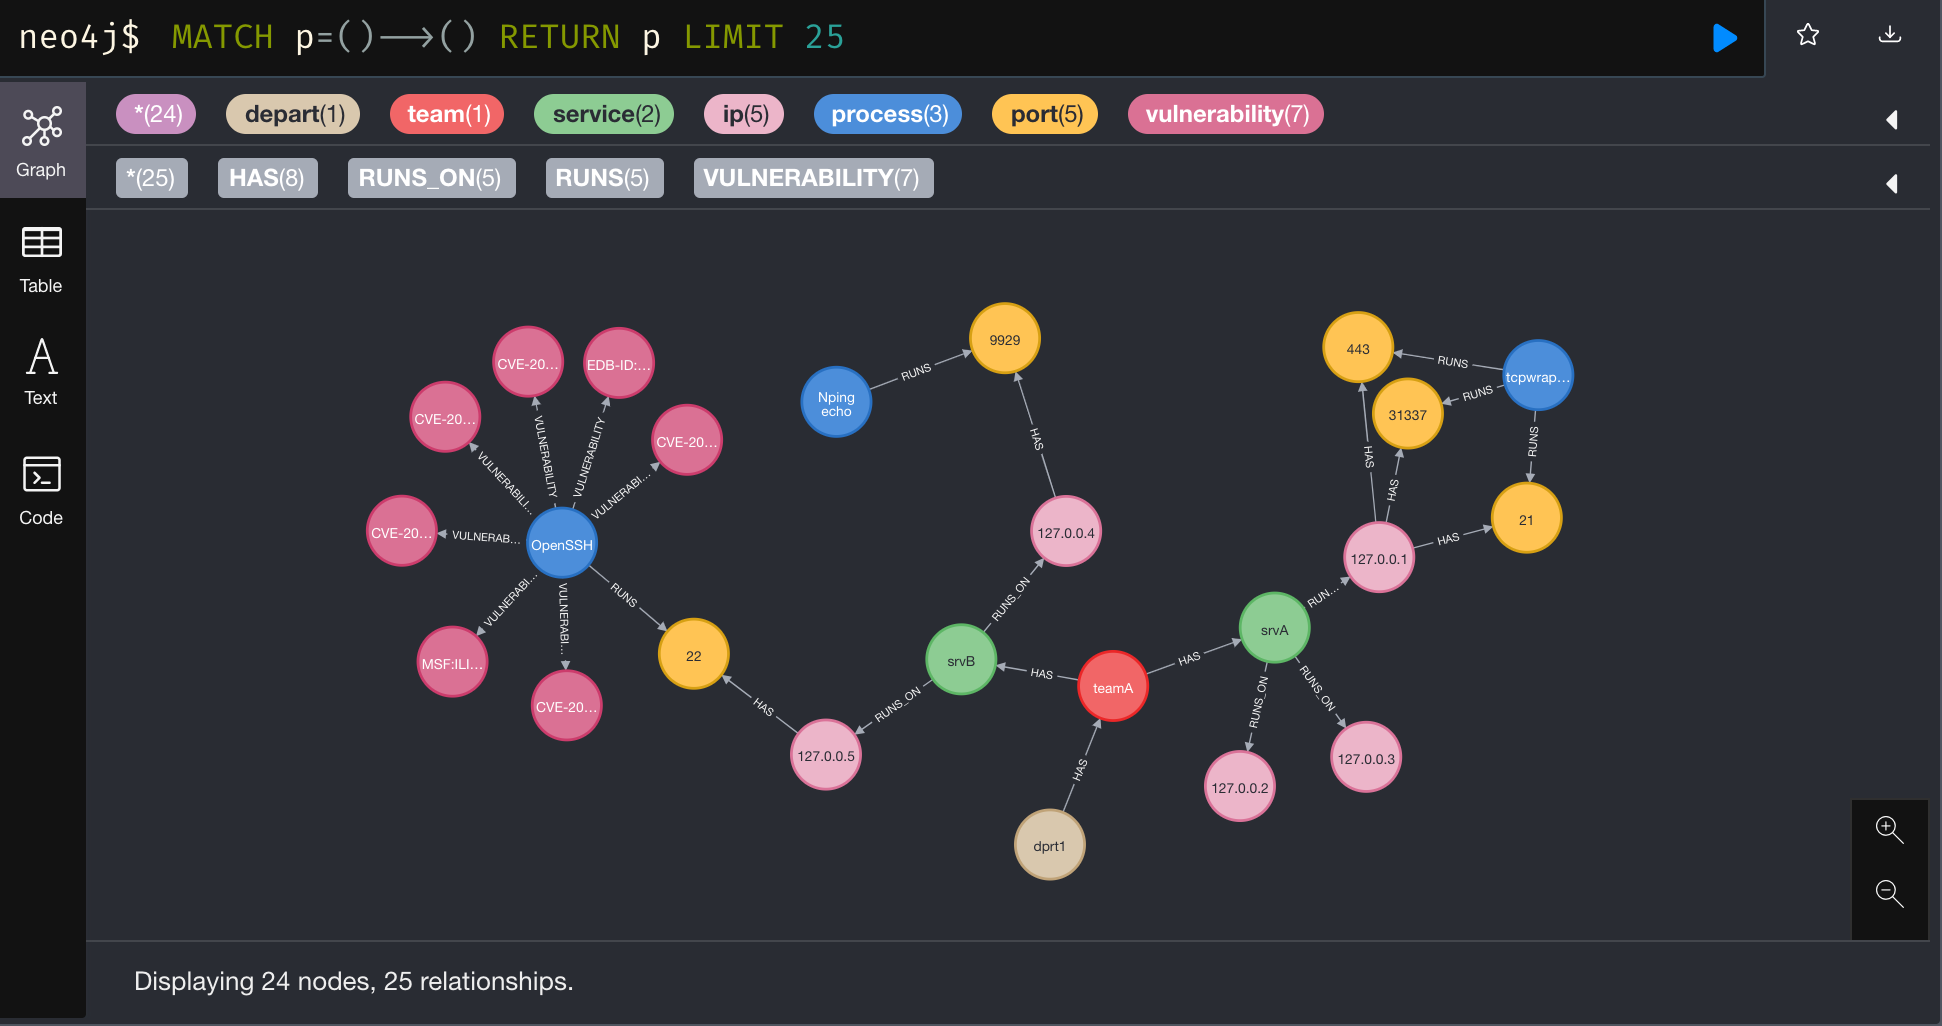 neo4j$ MATCH p=()⟶() RETURN p LIMIT 25
Graph
Table
Text
Code
*(24) depart(1) team(1) service(2) ip(5) process(3) port(5) vulnerability(7)
*(25) HAS(8) RUNS_ON(5) RUNS(5) VULNERABILITY(7)
CVE-20...
EDB-ID:...
CVE-20...
CVE-20...
CVE-20...
MSF:ILI...
CVE-20...
VULNERABILITY
VULNERABILITY
VULNERABILI...
VULNERABI...
VULNERAB...
VULNERABI...
VULNERABI...
OpenSSH
RUNS
22
HAS
127.0.0.5
RUNS_ON
srvB
RUNS_ON
127.0.0.4
HAS
9929
RUNS
Nping
echo
HAS
teamA
HAS
dprt1
HAS
srvA
RUNS_ON
127.0.0.2
RUNS_ON
127.0.0.3
RUN...
127.0.0.1
HAS
443
HAS
31337
HAS
21
RUNS
RUNS
RUNS
tcpwrap...
Displaying 24 nodes, 25 relationships.